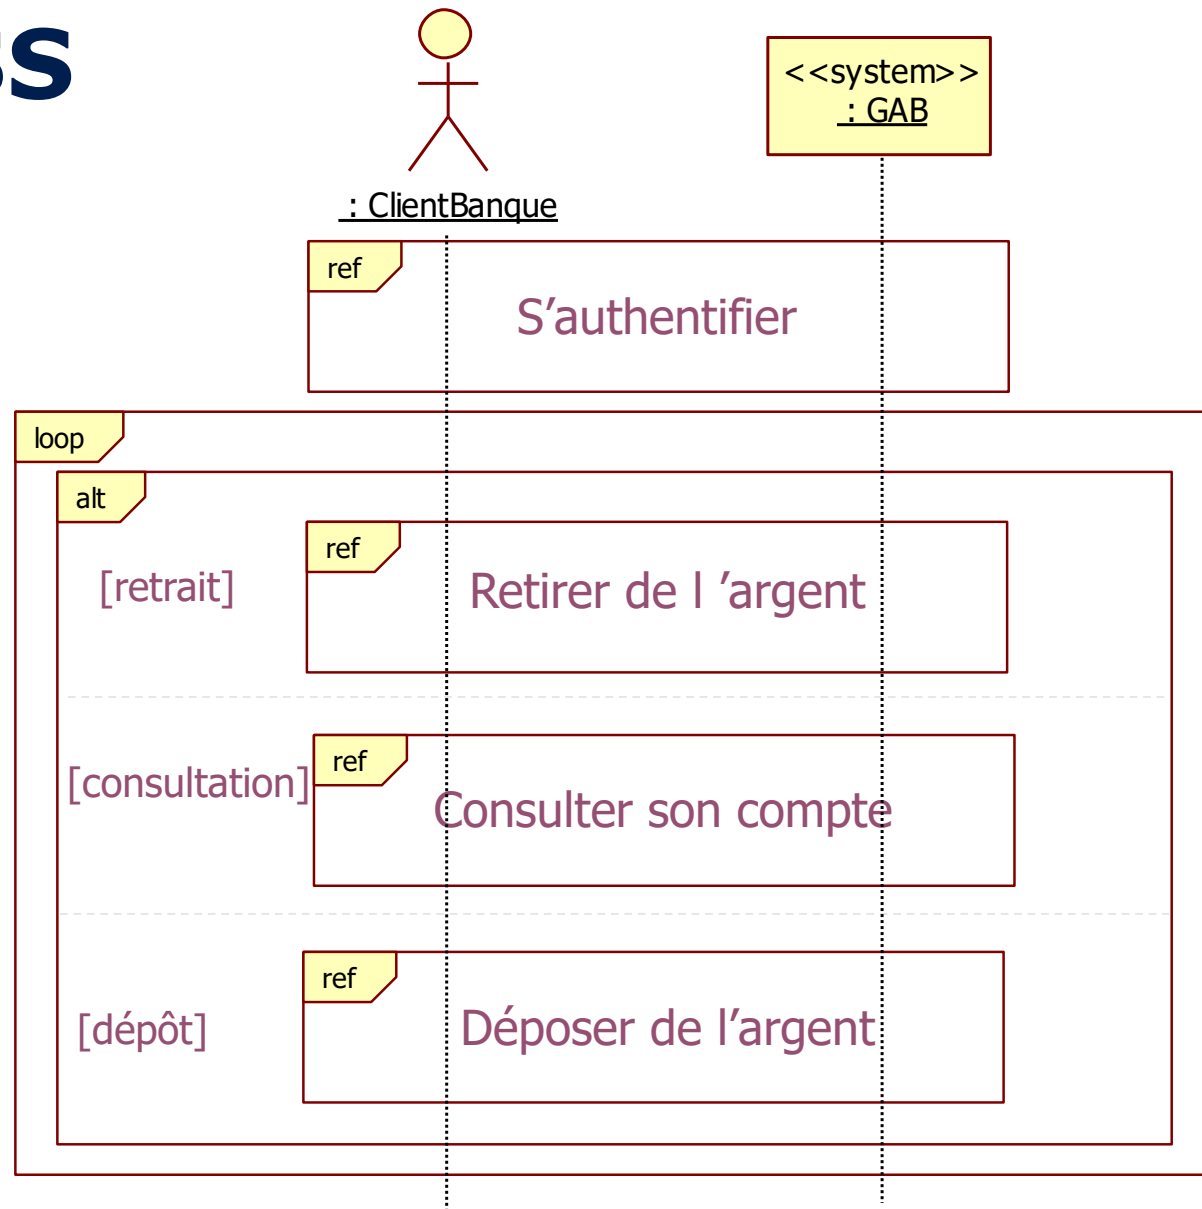 ss
<<system>>
: GAB
: ClientBanque
ref
S’authentifier
loop
alt
ref
[retrait]
Retirer de l ’argent
ref
[consultation]
Consulter son compte
ref
[dépôt]
Déposer de l’argent